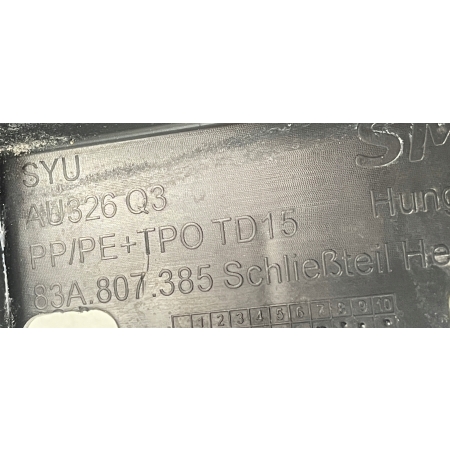 SYU
AU326 Q3
PP/PE+TPO TD15
83A.807.385 Schließteil
1 2 3 4 5 6 7 8 9 10